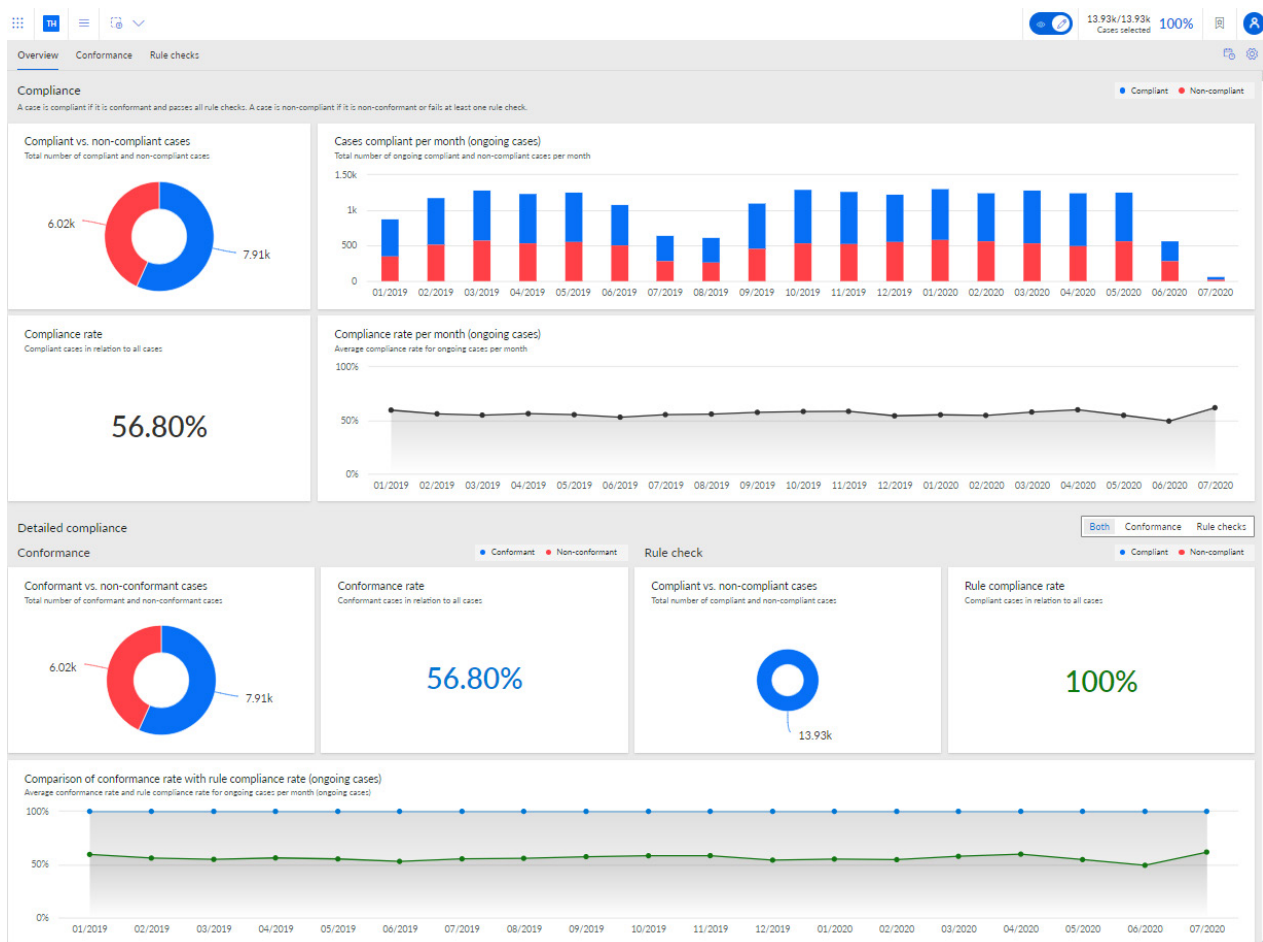 TH
13.93k/13.93k
Cases selected
100%
Overview Conformance Rule checks
Compliance
A case is compliant if it is conformant and passes all rule checks. A case is non-compliant if it is non-conformant or fails at least one rule check.
Compliant Non-compliant
Compliant vs. non-compliant cases
Total number of compliant and non-compliant cases
6.02k
7.91k
Cases compliant per month (ongoing cases)
Total number of ongoing compliant and non-compliant cases per month
1.50k
1k
500
0
01/2019 02/2019 03/2019 04/2019 05/2019 06/2019 07/2019 08/2019 09/2019 10/2019 11/2019 12/2019 01/2020 02/2020 03/2020 04/2020 05/2020 06/2020 07/2020
Compliance rate
Compliant cases in relation to all cases
56.80%
Compliance rate per month (ongoing cases)
Average compliance rate for ongoing cases per month
100%
50%
0%
01/2019 02/2019 03/2019 04/2019 05/2019 06/2019 07/2019 08/2019 09/2019 10/2019 11/2019 12/2019 01/2020 02/2020 03/2020 04/2020 05/2020 06/2020 07/2020
Detailed compliance
Both Conformance Rule checks
Conformance
Conformant Non-conformant
Rule check
Compliant Non-compliant
Conformant vs. non-conformant cases
Total number of conformant and non-conformant cases
6.02k
7.91k
Conformance rate
Conformant cases in relation to all cases
56.80%
Compliant vs. non-compliant cases
Total number of compliant and non-compliant cases
13.93k
Rule compliance rate
Compliant cases in relation to all cases
100%
Comparison of conformance rate with rule compliance rate (ongoing cases)
Average conformance rate and rule compliance rate for ongoing cases per month (ongoing cases)
100%
50%
0%
01/2019 02/2019 03/2019 04/2019 05/2019 06/2019 07/2019 08/2019 09/2019 10/2019 11/2019 12/2019 01/2020 02/2020 03/2020 04/2020 05/2020 06/2020 07/2020